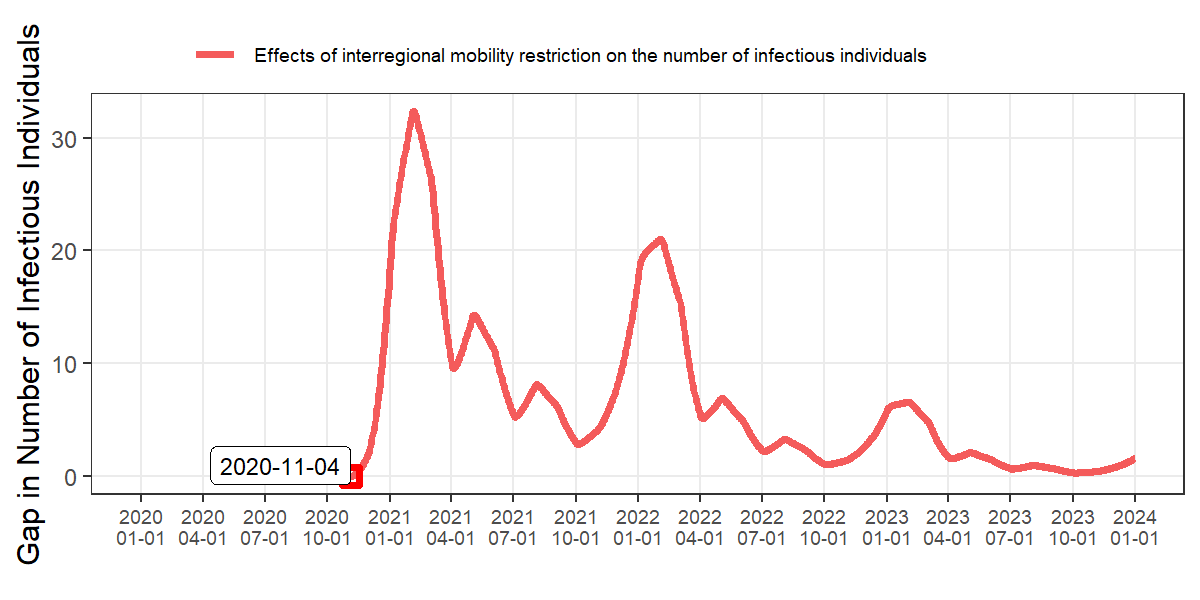 Effects of interregional mobility restriction on the number of infectious individuals
Gap in Number of Infectious Individuals
30
20
10
0
2020-11-04
2020 2020 2020 2020 2021 2021 2021 2021 2022 2022 2022 2022 2023 2023 2023 2023 2024
01-01 04-01 07-01 10-01 01-01 04-01 07-01 10-01 01-01 04-01 07-01 10-01 01-01 04-01 07-01 10-01 01-01